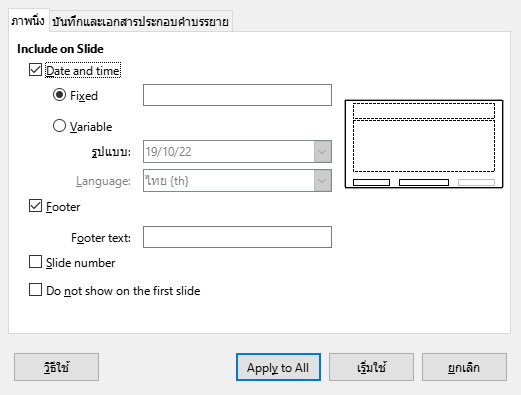 ภาพนิ่ง บันทึกและเอกสารประกอบคำบรรยาย
Include on Slide
Date and time
Fixed
Variable
รูปแบบ: 19/10/22
Language: ไทย {th}
Footer
Footer text:
Slide number
Do not show on the first slide
วิธีใช้ Apply to All เริ่มใช้ ยกเลิก